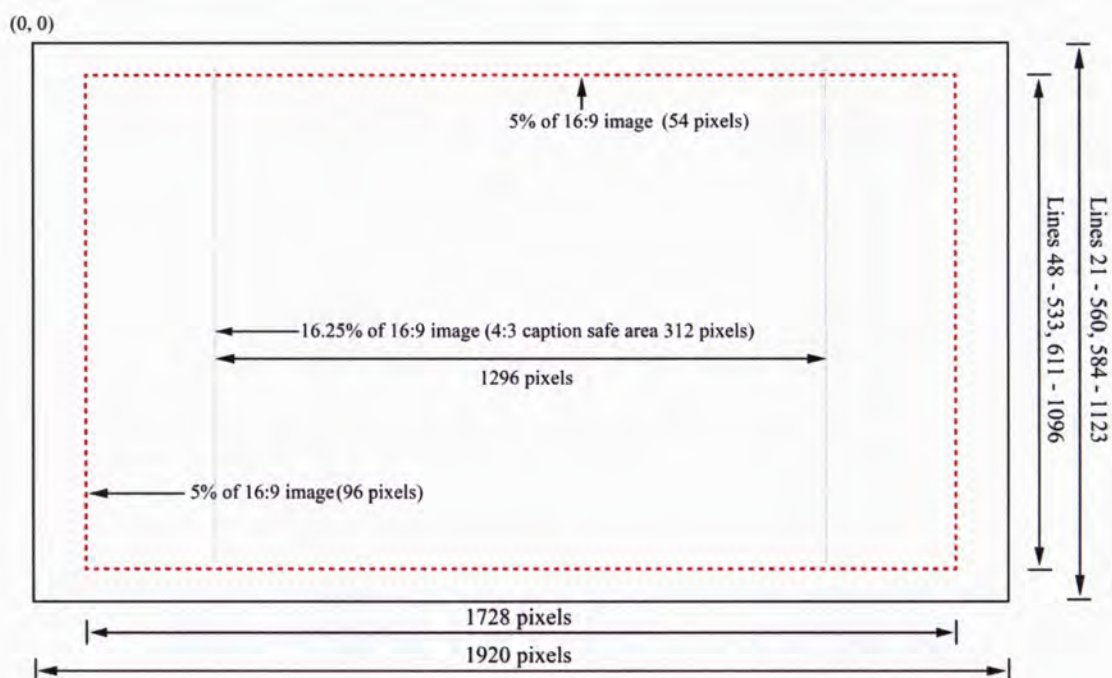 (0, 0)
5% of 16:9 image (54 pixels)
16.25% of 16:9 image (4:3 caption safe area 312 pixels)
1296 pixels
5% of 16:9 image(96 pixels)
Lines 48 - 533, 611 - 1096
Lines 21 - 560, 584 - 1123
1728 pixels
1920 pixels